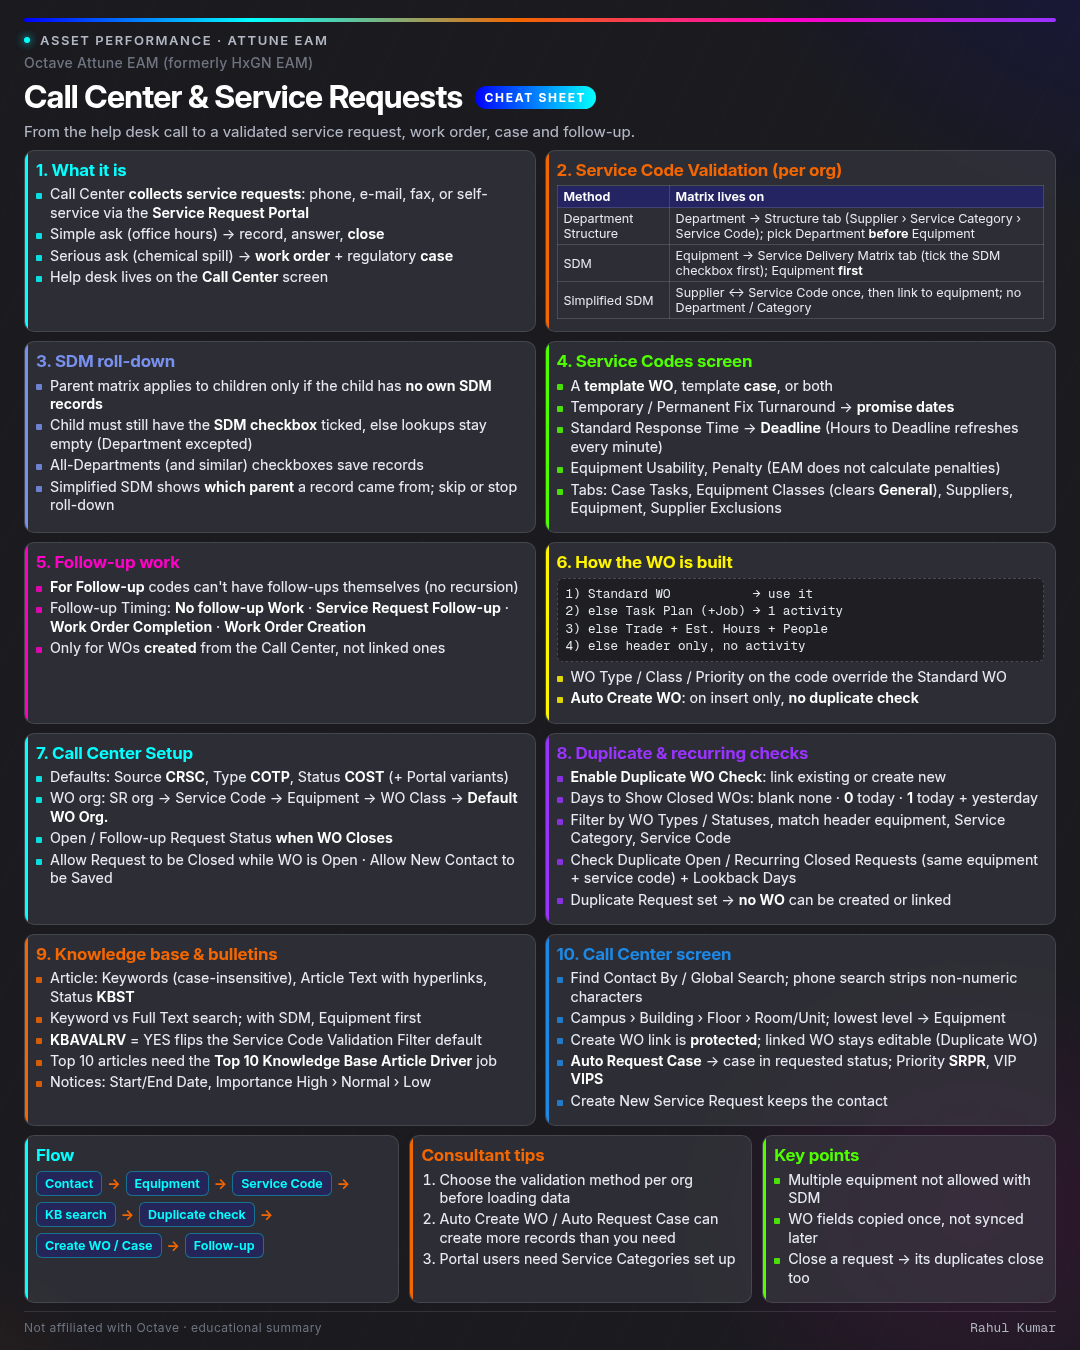 ASSET PERFORMANCE · ATTUNE EAM
Octave Attune EAM (formerly HxGN EAM)
Call Center & Service Requests
CHEAT SHEET
From the help desk call to a validated service request, work order, case and follow-up.
1. What it is
Call Center collects service requests: phone, e-mail, fax, or self-
service via the Service Request Portal
Simple ask (office hours) → record, answer, close
Serious ask (chemical spill) → work order + regulatory case
Help desk lives on the Call Center screen
2. Service Code Validation (per org)
Method
Matrix lives on
Department
Structure
Department → Structure tab (Supplier › Service Category ›
Service Code); pick Department before Equipment
SDM
Equipment → Service Delivery Matrix tab (tick the SDM
checkbox first); Equipment first
Simplified SDM
Supplier ↔ Service Code once, then link to equipment; no
Department / Category
3. SDM roll-down
Parent matrix applies to children only if the child has no own SDM
records
Child must still have the SDM checkbox ticked, else lookups stay
empty (Department excepted)
All-Departments (and similar) checkboxes save records
Simplified SDM shows which parent a record came from; skip or stop
roll-down
4. Service Codes screen
A template WO, template case, or both
Temporary / Permanent Fix Turnaround → promise dates
Standard Response Time → Deadline (Hours to Deadline refreshes
every minute)
Equipment Usability, Penalty (EAM does not calculate penalties)
Tabs: Case Tasks, Equipment Classes (clears General), Suppliers,
Equipment, Supplier Exclusions
5. Follow-up work
For Follow-up codes can't have follow-ups themselves (no recursion)
Follow-up Timing: No follow-up Work · Service Request Follow-up ·
Work Order Completion · Work Order Creation
Only for WOs created from the Call Center, not linked ones
6. How the WO is built
1) Standard WO → use it
2) else Task Plan (+Job) → 1 activity
3) else Trade + Est. Hours + People
4) else header only, no activity
WO Type / Class / Priority on the code override the Standard WO
Auto Create WO: on insert only, no duplicate check
7. Call Center Setup
Defaults: Source CRSC, Type COTP, Status COST (+ Portal variants)
WO org: SR org → Service Code → Equipment → WO Class → Default
WO Org.
Open / Follow-up Request Status when WO Closes
Allow Request to be Closed while WO is Open · Allow New Contact to
be Saved
8. Duplicate & recurring checks
Enable Duplicate WO Check: link existing or create new
Days to Show Closed WOs: blank none · 0 today · 1 today + yesterday
Filter by WO Types / Statuses, match header equipment, Service
Category, Service Code
Check Duplicate Open / Recurring Closed Requests (same equipment
+ service code) + Lookback Days
Duplicate Request set → no WO can be created or linked
9. Knowledge base & bulletins
Article: Keywords (case-insensitive), Article Text with hyperlinks,
Status KBST
Keyword vs Full Text search; with SDM, Equipment first
KBAVALRV = YES flips the Service Code Validation Filter default
Top 10 articles need the Top 10 Knowledge Base Article Driver job
Notices: Start/End Date, Importance High › Normal › Low
10. Call Center screen
Find Contact By / Global Search; phone search strips non-numeric
characters
Campus › Building › Floor › Room/Unit; lowest level → Equipment
Create WO link is protected; linked WO stays editable (Duplicate WO)
Auto Request Case → case in requested status; Priority SRPR, VIP
VIPS
Create New Service Request keeps the contact
Flow
Contact → Equipment → Service Code →
KB search → Duplicate check →
Create WO / Case → Follow-up
Consultant tips
1. Choose the validation method per org
before loading data
2. Auto Create WO / Auto Request Case can
create more records than you need
3. Portal users need Service Categories set up
Key points
Multiple equipment not allowed with
SDM
WO fields copied once, not synced
later
Close a request → its duplicates close
too
Not affiliated with Octave · educational summary
Rahul Kumar